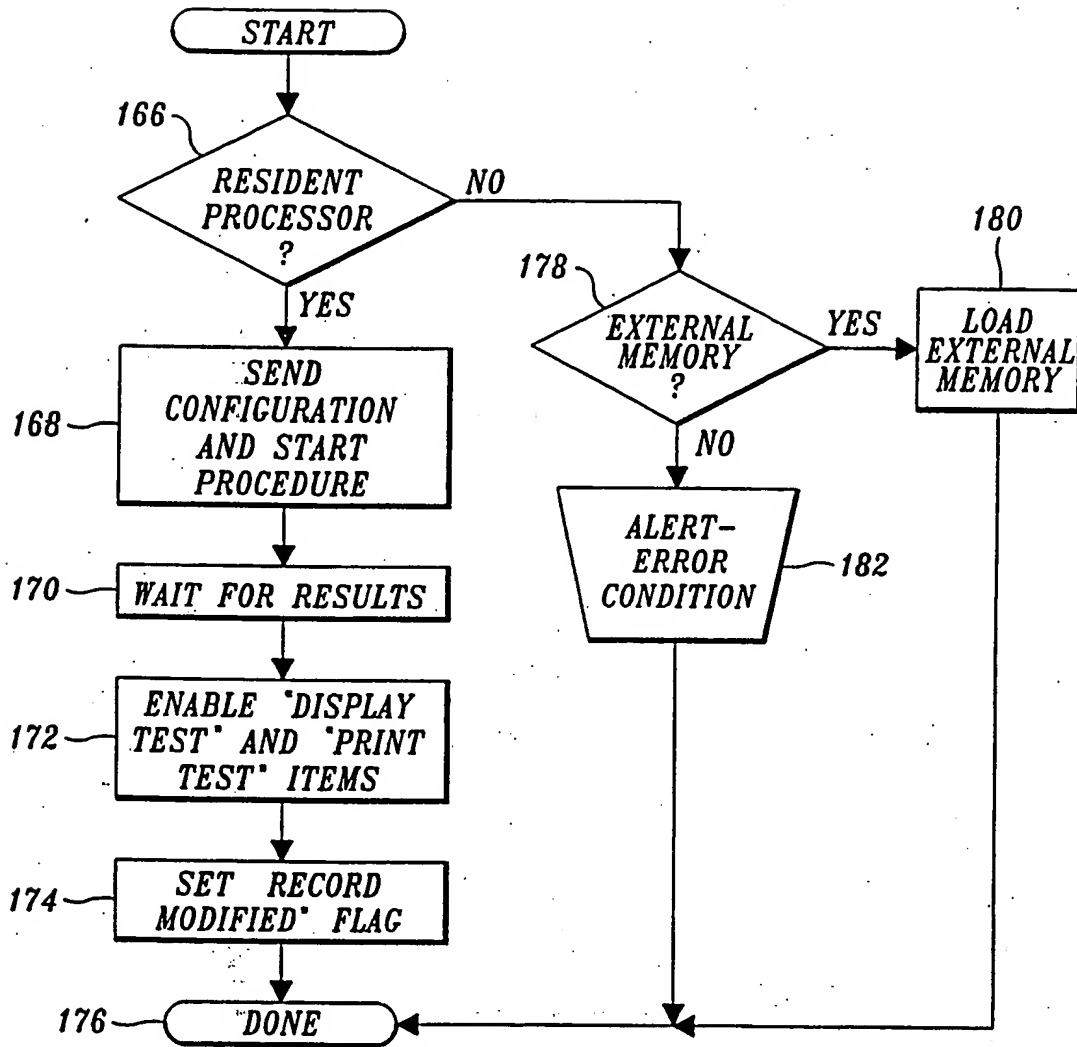 START
166
RESIDENT
PROCESSOR
?
NO
YES
168
SEND
CONFIGURATION
AND START
PROCEDURE
170
WAIT FOR RESULTS
172
ENABLE "DISPLAY
TEST" AND "PRINT
TEST" ITEMS
174
SET RECORD
MODIFIED" FLAG
176
DONE
178
EXTERNAL
MEMORY
?
YES
NO
180
LOAD
EXTERNAL
MEMORY
ALERT-
ERROR
CONDITION
182